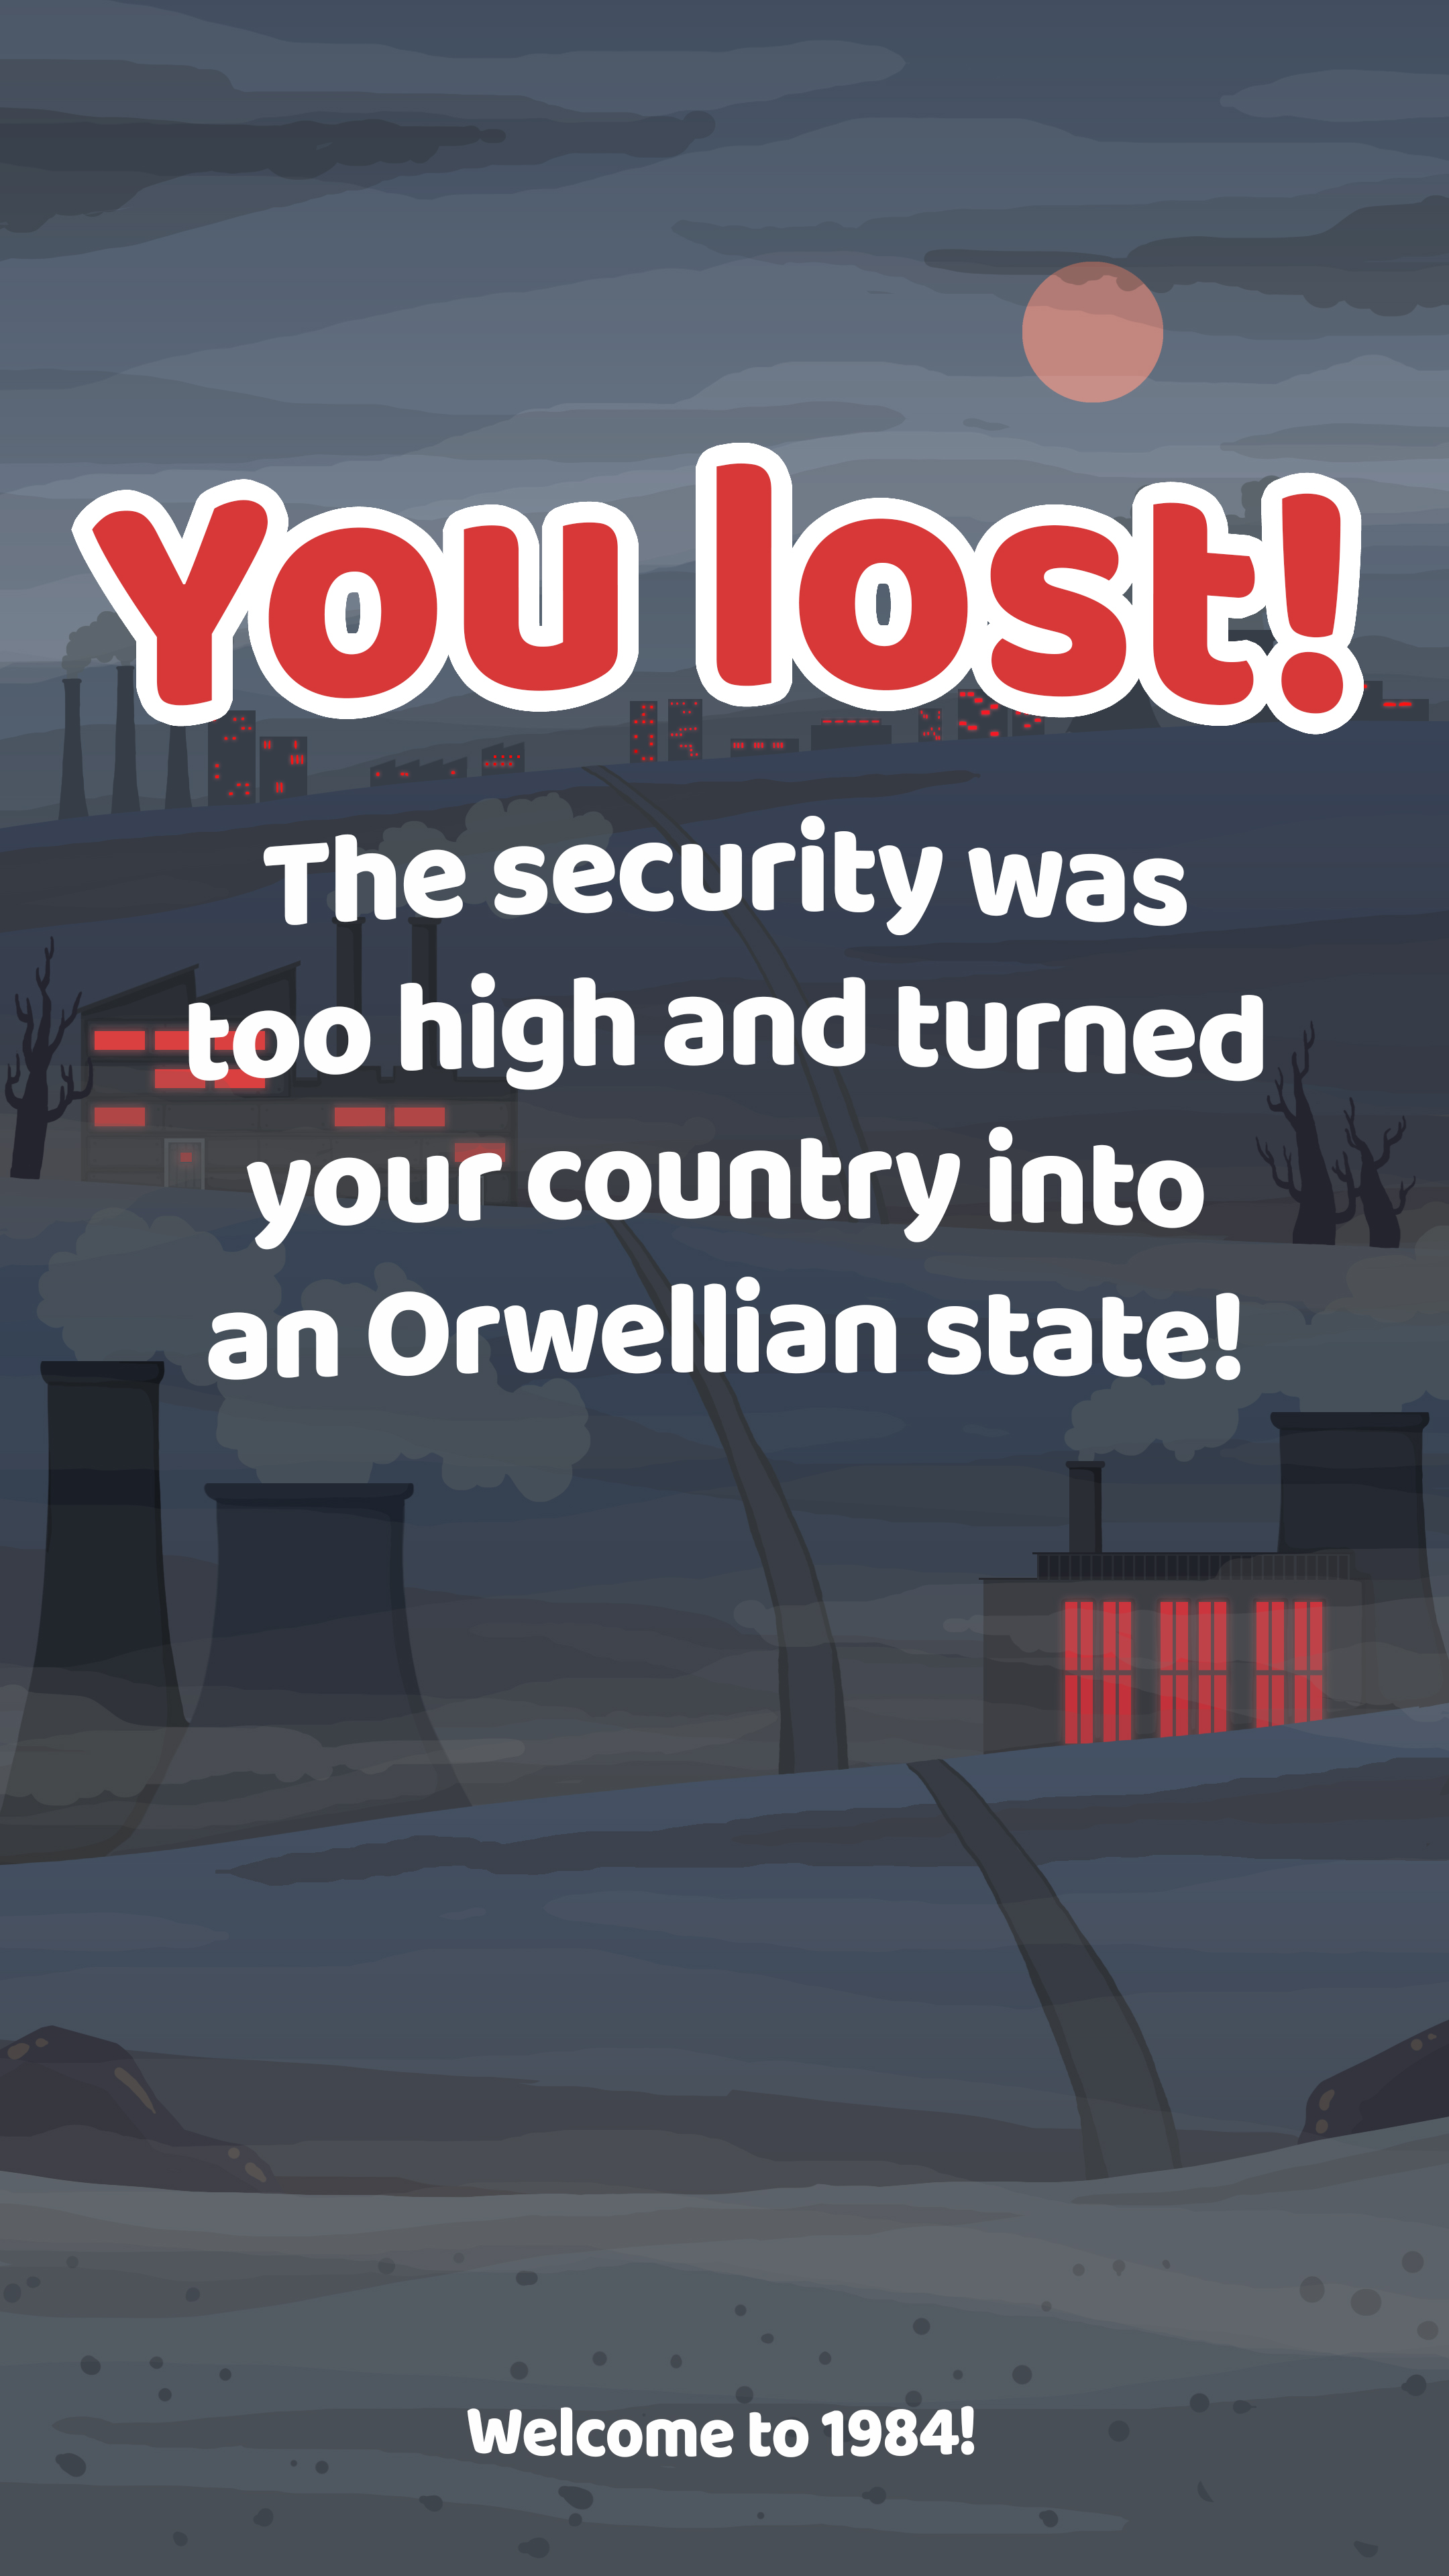 You lost!
The security was
too high and turned
your country into
an Orwellian state!
Welcome to 1984!